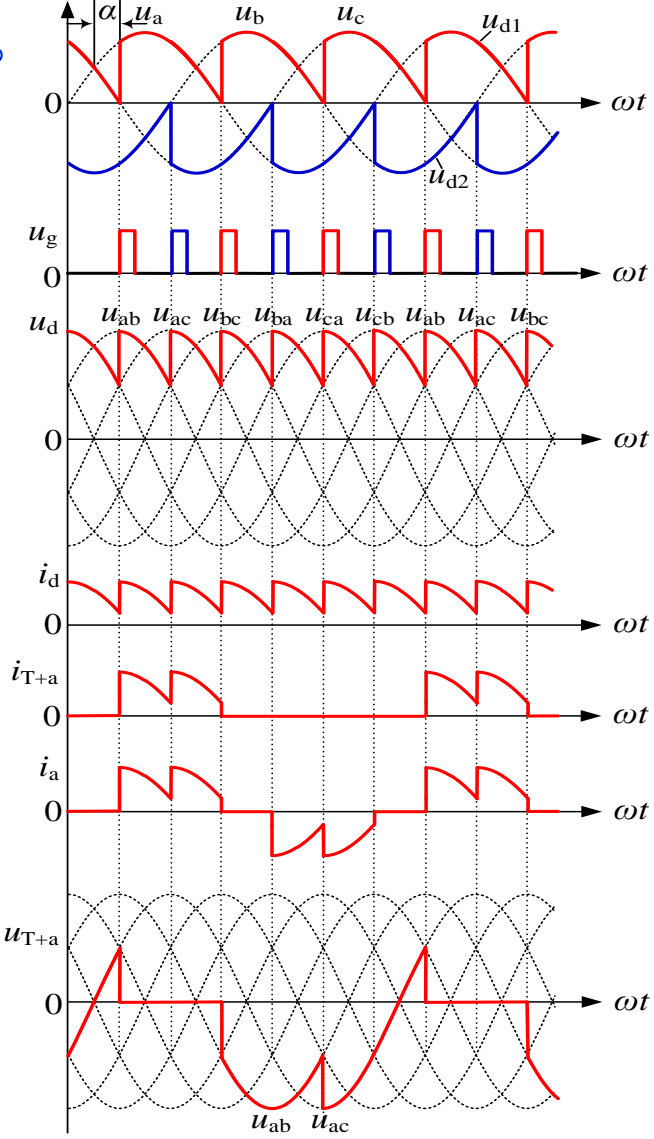 α u_a u_b u_c u_d1
0 ωt
u_d2
u_g
0 ωt
u_d u_ab u_ac u_bc u_ba u_ca u_cb u_ab u_ac u_bc
0 ωt
i_d
0 ωt
i_T+a
0 ωt
i_a
0 ωt
u_T+a
0 ωt
u_ab u_ac